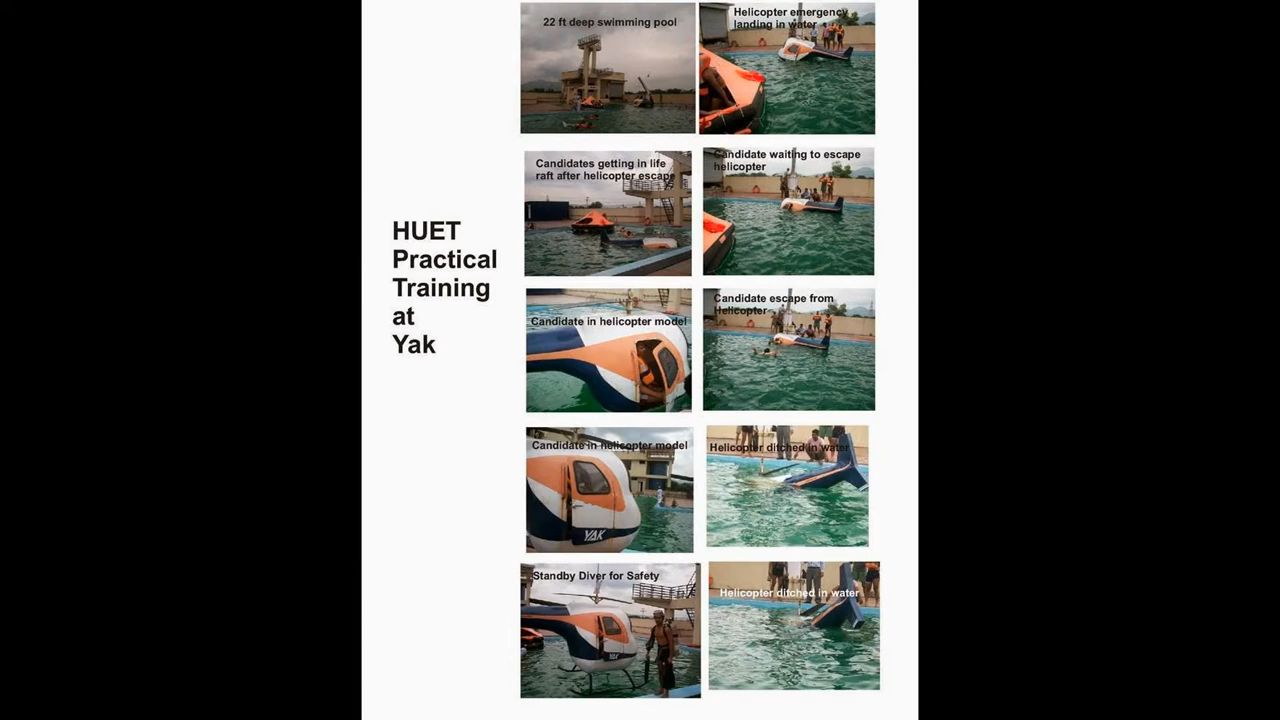 HUET
Practical
Training
at
Yak
22 ft deep swimming pool
Helicopter emergency
landing in water
Candidates getting in life
raft after helicopter escape
Candidate waiting to escape
helicopter
Candidate in helicopter model
Candidate escape from
Helicopter
Candidate in helicopter model
YAK
Helicopter ditched in water
Standby Diver for Safety
YAK
Helicopter ditched in water